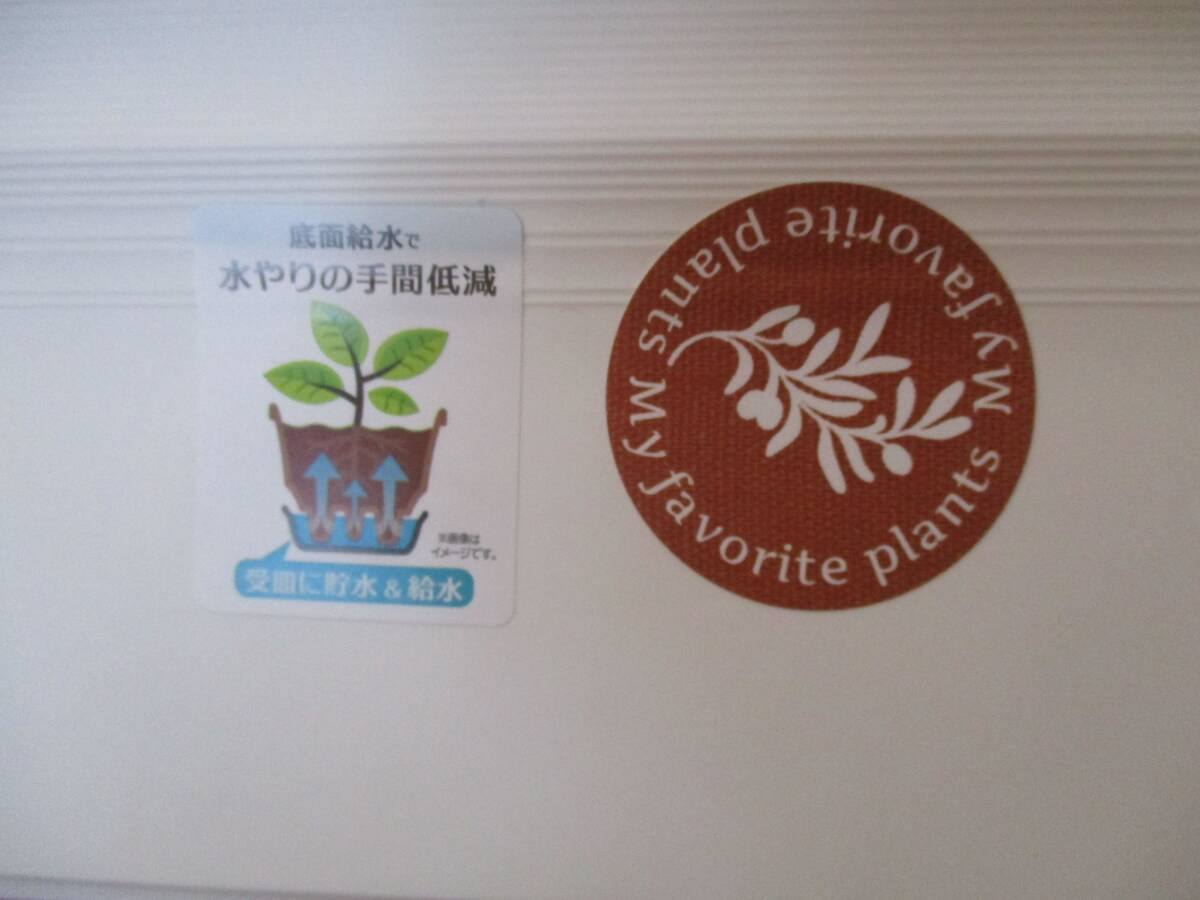 底面給水で
水やりの手間低減
※画像は
イメージです。
受皿に貯水&給水
My favorite plants
My favorite plants